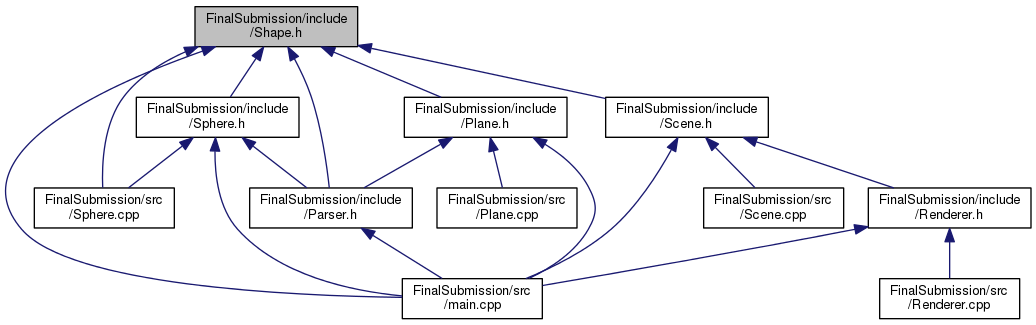 FinalSubmission/include
/Shape.h
FinalSubmission/include
/Sphere.h
FinalSubmission/include
/Plane.h
FinalSubmission/include
/Scene.h
FinalSubmission/src
/Sphere.cpp
FinalSubmission/include
/Parser.h
FinalSubmission/src
/Plane.cpp
FinalSubmission/src
/Scene.cpp
FinalSubmission/include
/Renderer.h
FinalSubmission/src
/main.cpp
FinalSubmission/src
/Renderer.cpp